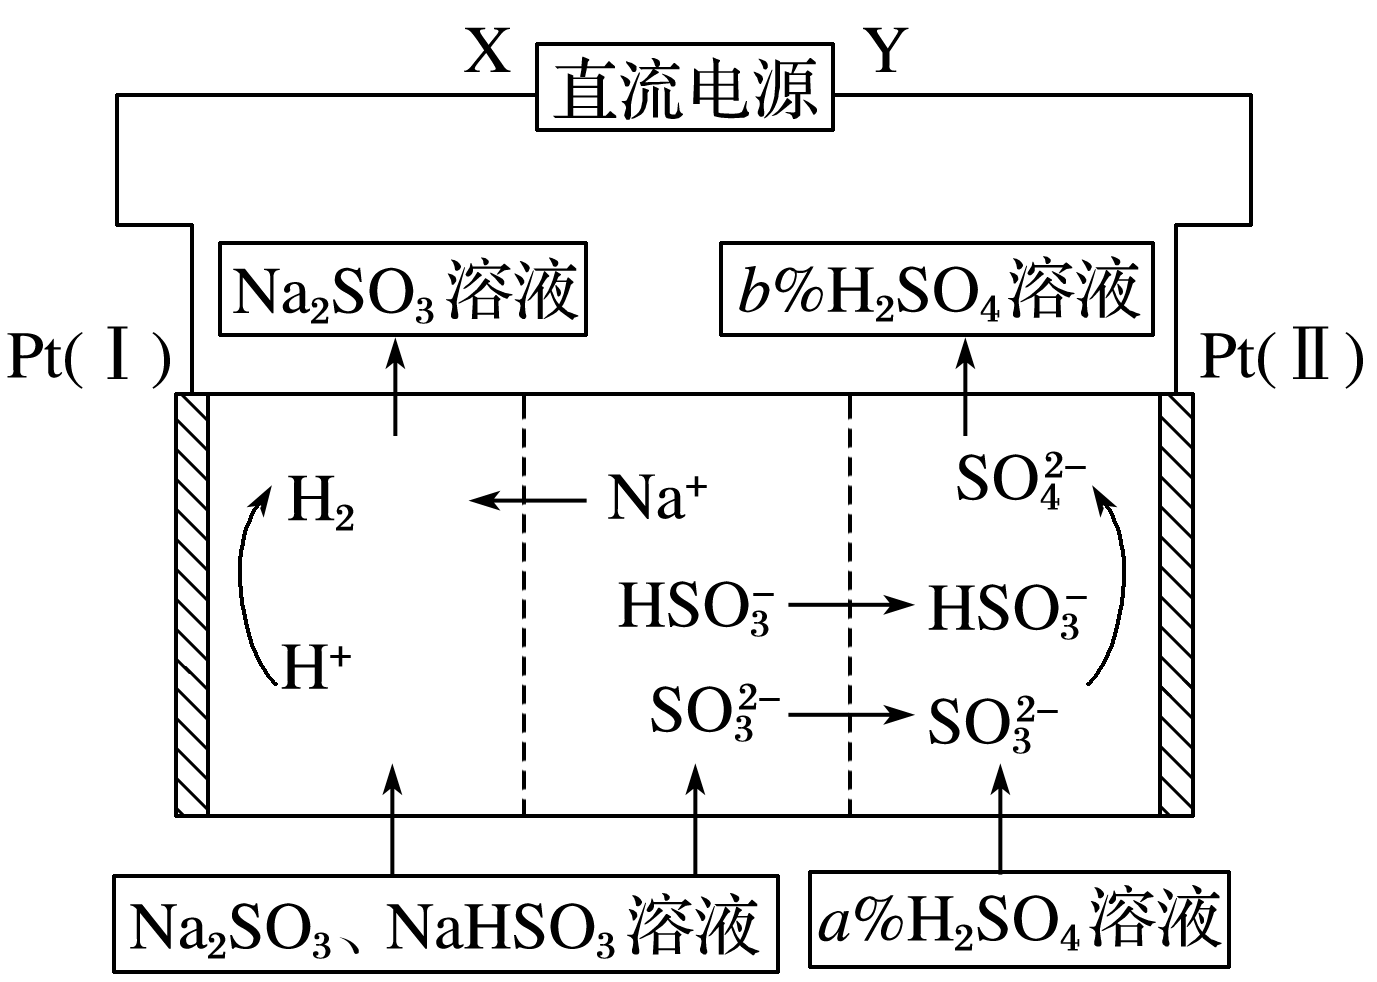 X 直流电源 Y
Na₂SO₃溶液 b%H₂SO₄溶液
Pt(Ⅰ) Pt(Ⅱ)
H₂ Na⁺ SO₄²⁻
HSO₃⁻ HSO₃⁻
H⁺
SO₃²⁻ SO₃²⁻
Na₂SO₃、NaHSO₃溶液 a%H₂SO₄溶液